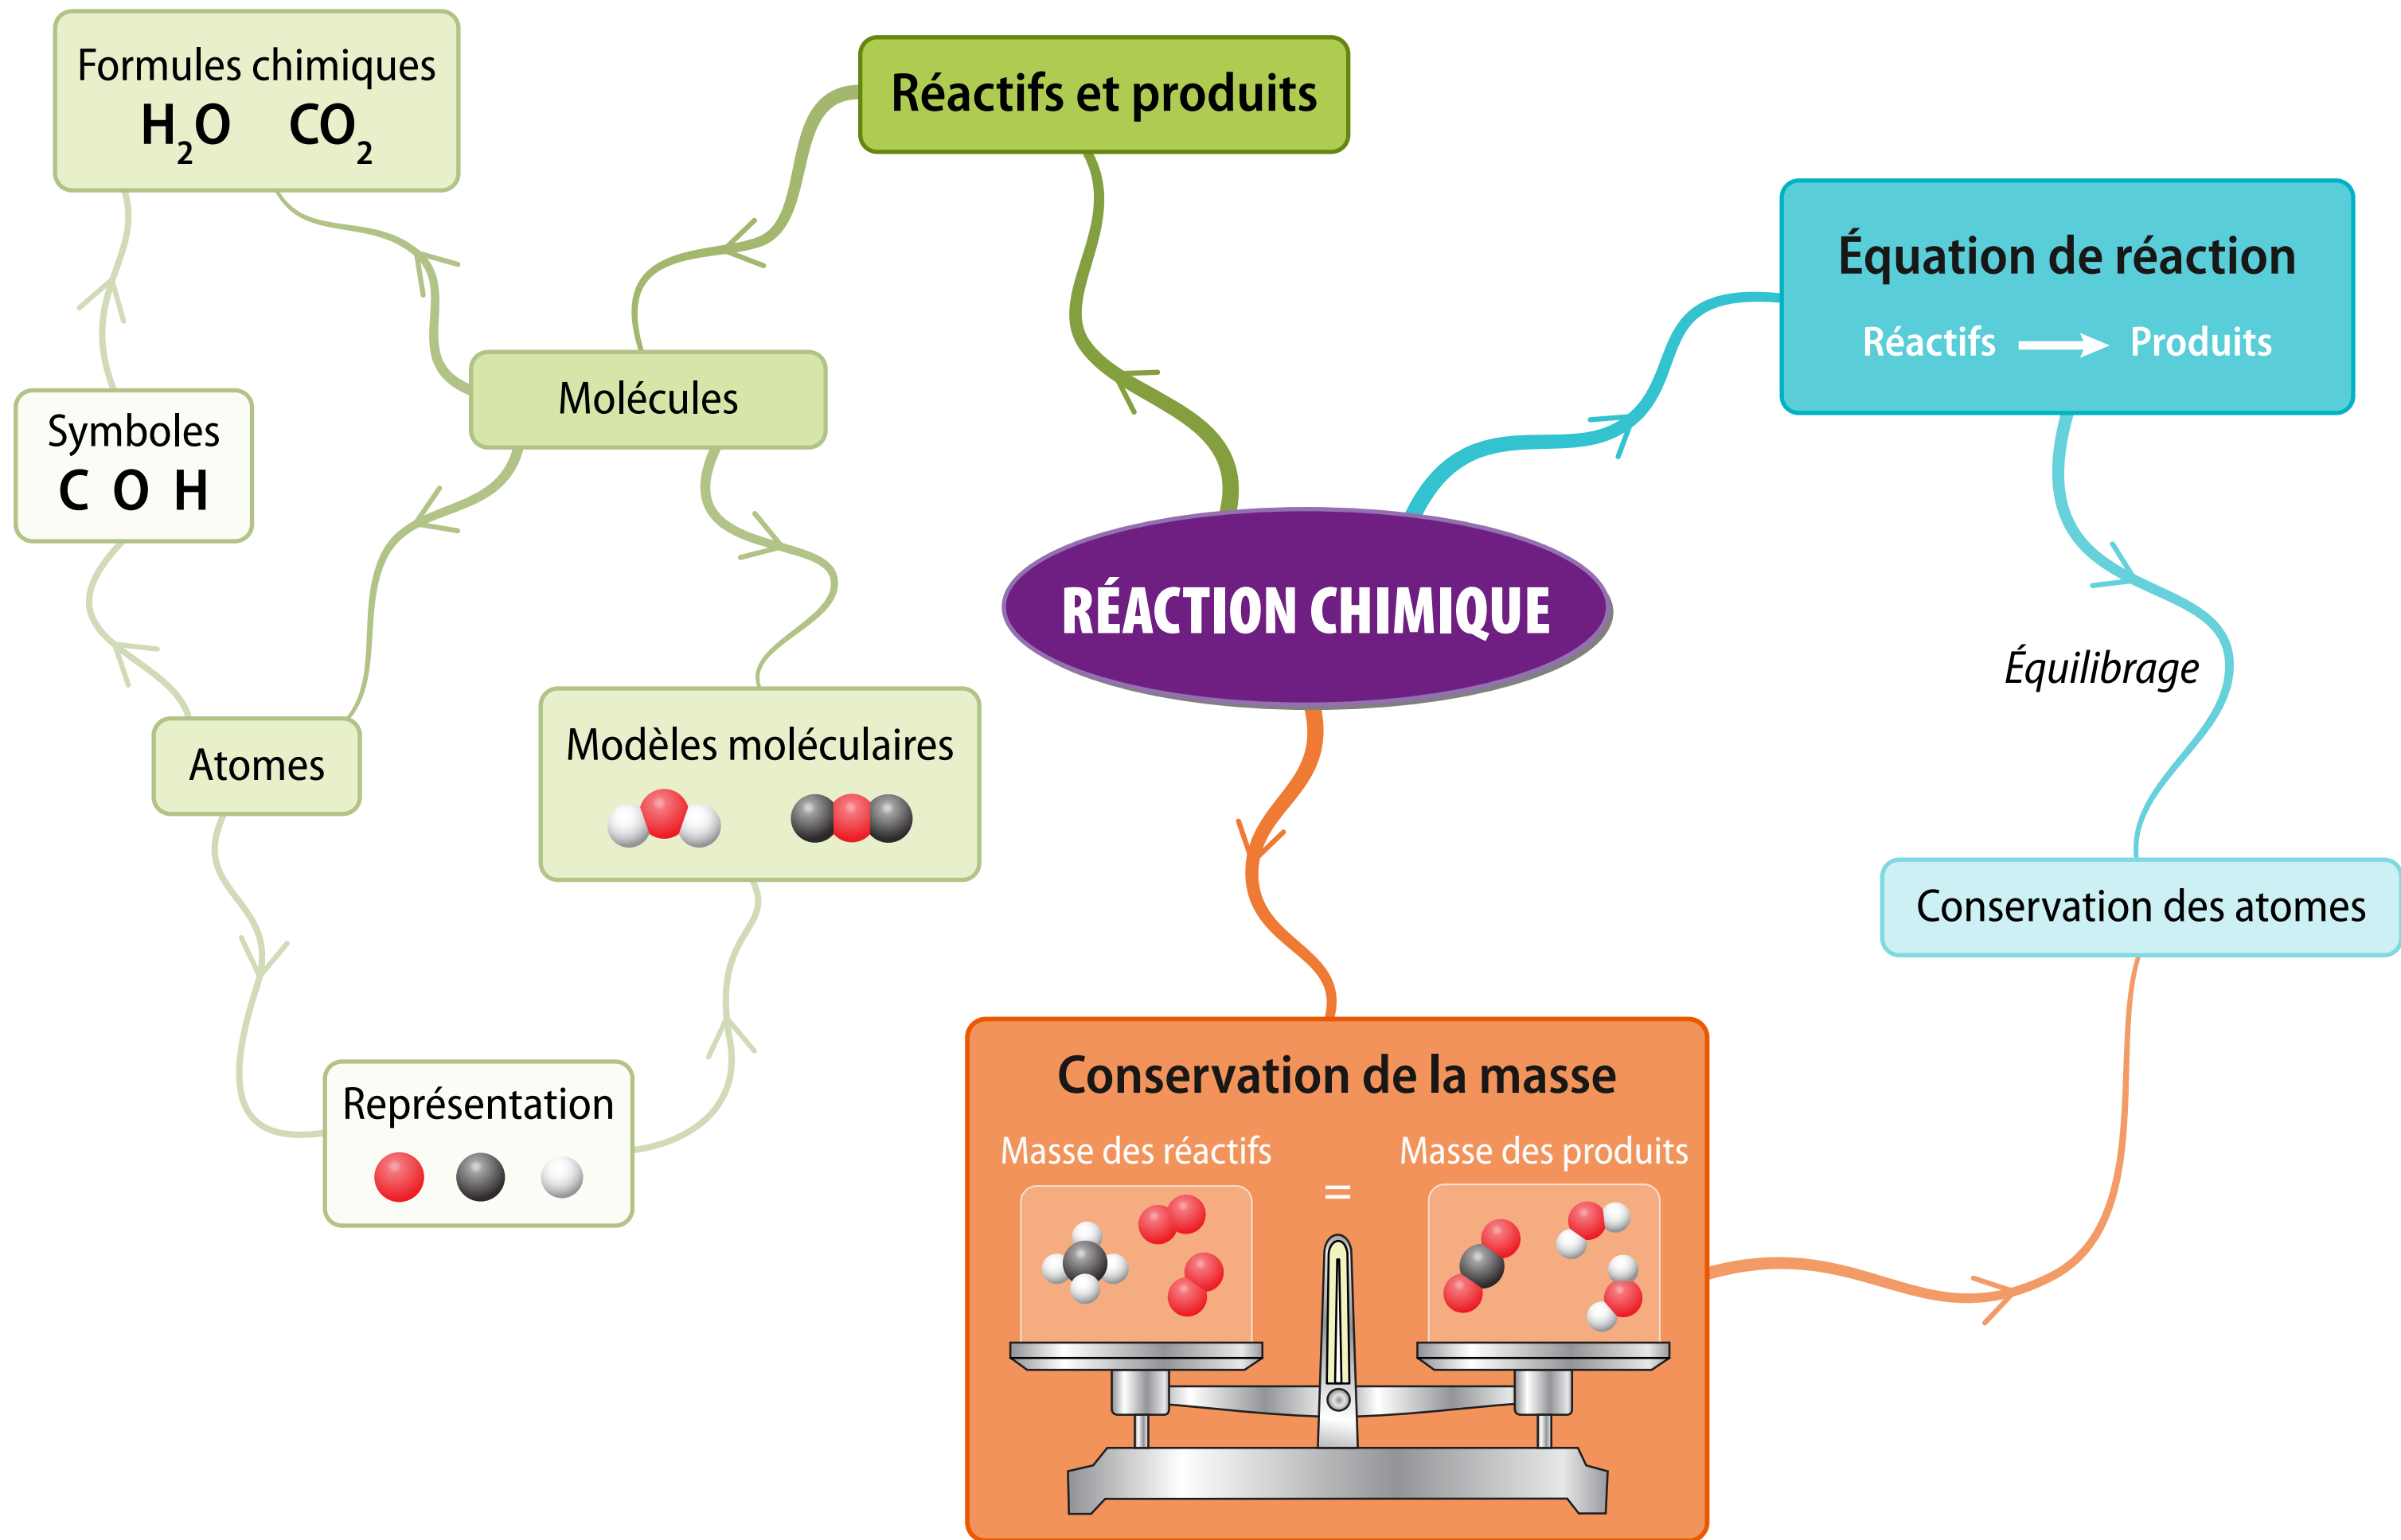 Formules chimiques
H₂O CO₂
Réactifs et produits
Équation de réaction
Réactifs → Produits
Molécules
Symboles
C O H
RÉACTION CHIMIQUE
Équilibrage
Modèles moléculaires
Atomes
Conservation des atomes
Représentation
Conservation de la masse
Masse des réactifs = Masse des produits